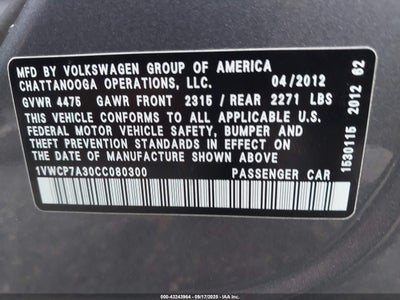 MFD BY VOLKSWAGEN GROUP OF AMERICA
CHATTANOOGA OPERATIONS, LLC. 04/2012
GVWR 4475 GAWR FRONT 2315 / REAR 2271 LBS
THIS VEHICLE CONFORMS TO ALL APPLICABLE U.S.
FEDERAL MOTOR VEHICLE SAFETY, BUMPER AND
THEFT PREVENTION STANDARDS IN EFFECT ON THE
DATE OF MANUFACTURE SHOWN ABOVE.
1VWCP7A30CC080300 PASSENGER CAR
1530115 2012 62
000-43243964 - 09/17/2025 - IAA Inc.